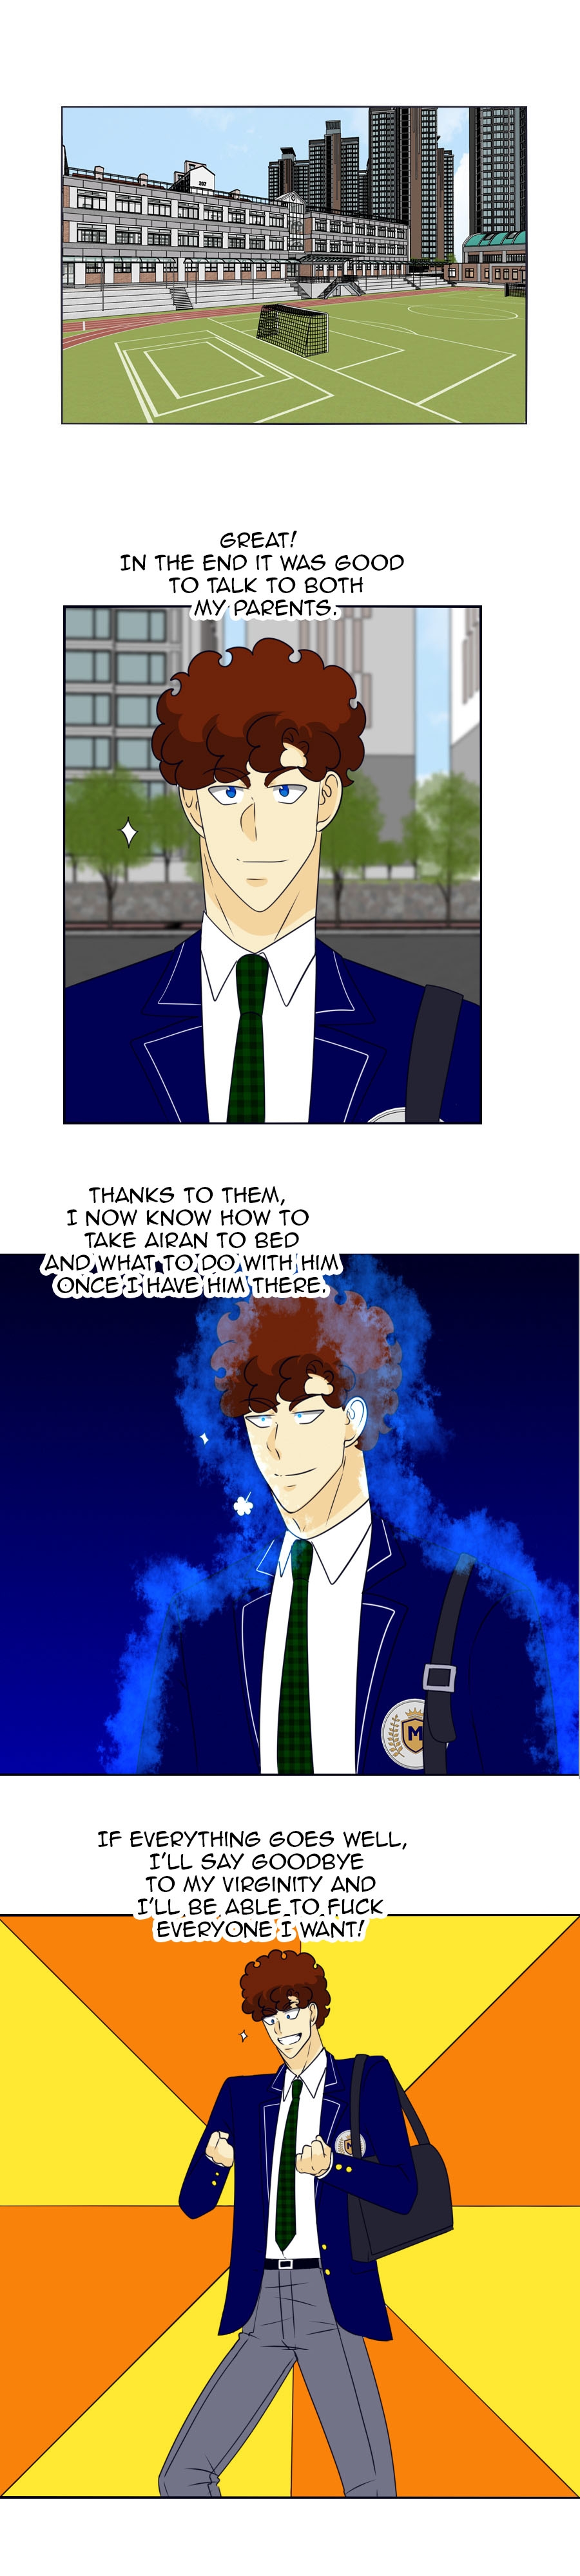 207
GREAT!
IN THE END IT WAS GOOD
TO TALK TO BOTH
MY PARENTS.
THANKS TO THEM,
I NOW KNOW HOW TO
TAKE AIRAN TO BED
AND WHAT TO DO WITH HIM
ONCE I HAVE HIM THERE.
M
IF EVERYTHING GOES WELL,
I'LL SAY GOODBYE
TO MY VIRGINITY AND
I'LL BE ABLE TO FUCK
EVERYONE I WANT!
M